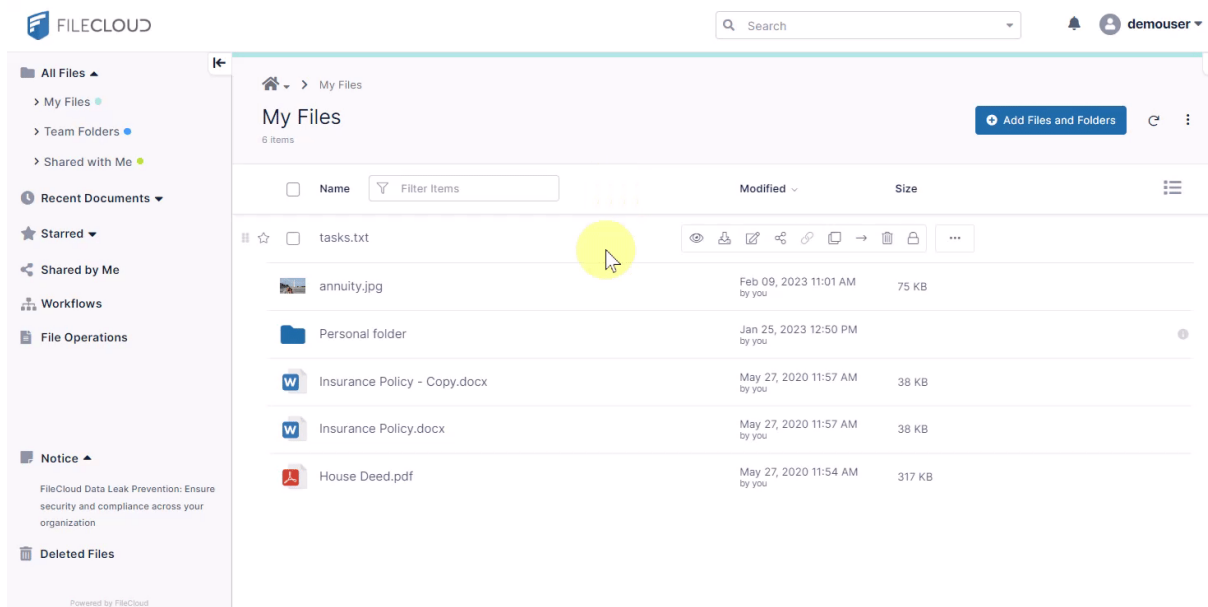 FILECLOUD
Search
demouser
All Files
My Files
Team Folders
Shared with Me
Recent Documents
Starred
Shared by Me
Workflows
File Operations
Notice
FileCloud Data Leak Prevention: Ensure
security and compliance across your
organization
Deleted Files
Powered by FileCloud
My Files
My Files
6 items
Add Files and Folders
Name
Filter Items
Modified
Size
tasks.txt
annuity.jpg
Feb 09, 2023 11:01 AM
by you
75 KB
Personal folder
Jan 25, 2023 12:50 PM
by you
Insurance Policy - Copy.docx
May 27, 2020 11:57 AM
by you
38 KB
Insurance Policy.docx
May 27, 2020 11:57 AM
by you
38 KB
House Deed.pdf
May 27, 2020 11:54 AM
by you
317 KB